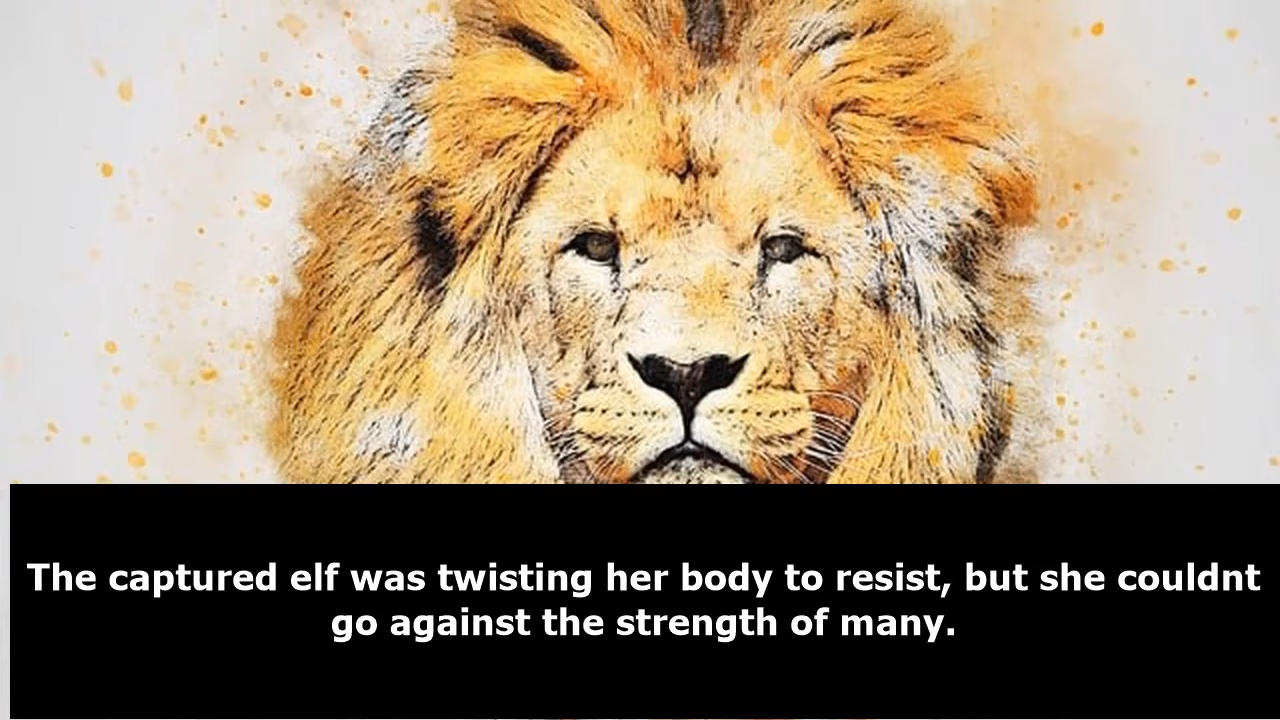 The captured elf was twisting her body to resist, but she couldnt
go against the strength of many.